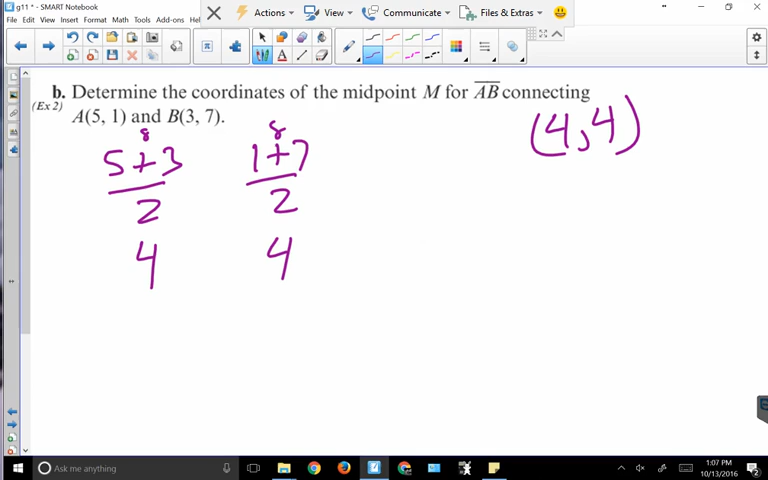 g11 * - SMART Notebook
File Edit View Insert Format Math Tools Add-ons Help
Actions View Communicate Files & Extras
b. Determine the coordinates of the midpoint M for AB connecting
(Ex 2) A(5, 1) and B(3, 7).
(4,4)
8 8
5+3 1+7
2 2
4 4
Ask me anything
1:07 PM
10/13/2016
2